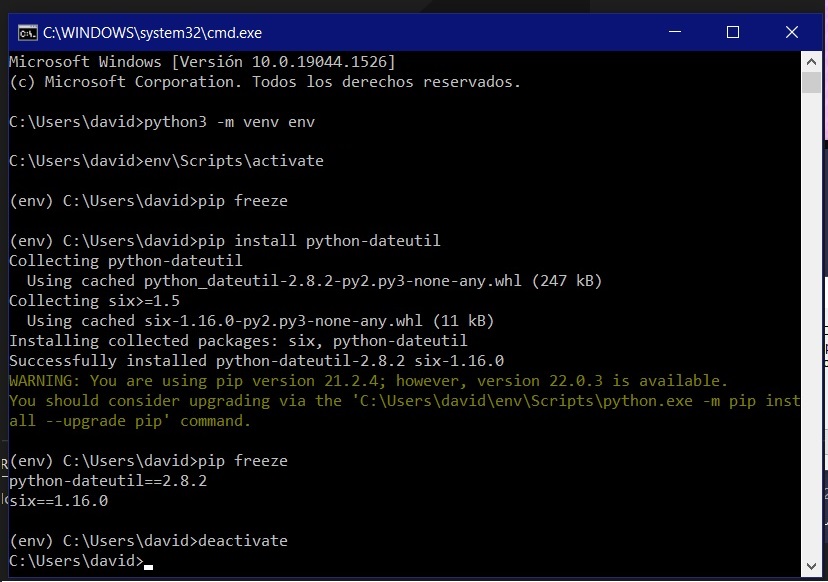 C:\WINDOWS\system32\cmd.exe
Microsoft Windows [Versión 10.0.19044.1526]
(c) Microsoft Corporation. Todos los derechos reservados.
C:\Users\david>python3 -m venv env
C:\Users\david>env\Scripts\activate
(env) C:\Users\david>pip freeze
(env) C:\Users\david>pip install python-dateutil
Collecting python-dateutil
  Using cached python_dateutil-2.8.2-py2.py3-none-any.whl (247 kB)
Collecting six>=1.5
  Using cached six-1.16.0-py2.py3-none-any.whl (11 kB)
Installing collected packages: six, python-dateutil
Successfully installed python-dateutil-2.8.2 six-1.16.0
WARNING: You are using pip version 21.2.4; however, version 22.0.3 is available.
You should consider upgrading via the 'C:\Users\david\env\Scripts\python.exe -m pip inst
all --upgrade pip' command.
(env) C:\Users\david>pip freeze
python-dateutil==2.8.2
six==1.16.0
(env) C:\Users\david>deactivate
C:\Users\david>